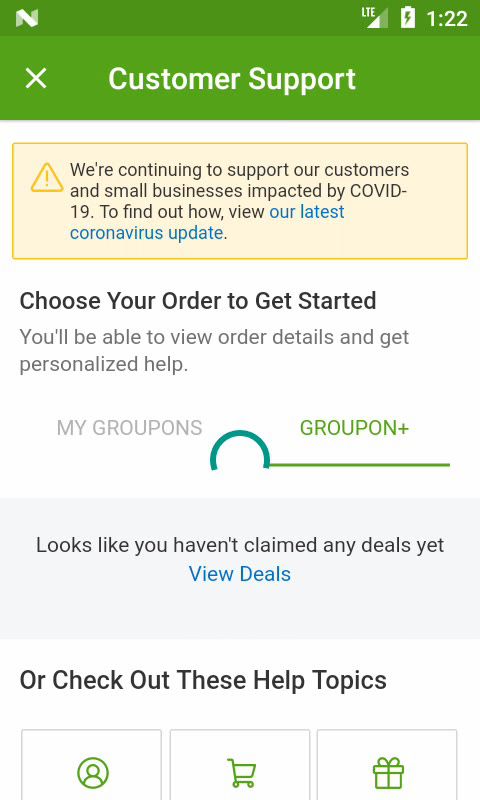 LTE 1:22
Customer Support
We're continuing to support our customers
and small businesses impacted by COVID-
19. To find out how, view our latest
coronavirus update.
Choose Your Order to Get Started
You'll be able to view order details and get
personalized help.
MY GROUPONS GROUPON+
Looks like you haven't claimed any deals yet
View Deals
Or Check Out These Help Topics